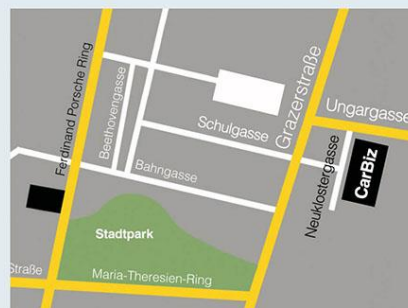 Ferdinand Porsche Ring
Beethovengasse
Schulgasse
Grazerstraße
Ungargasse
Neuklostergasse
CarBiz
Bahngasse
Stadtpark
Straße
Maria-Theresien-Ring